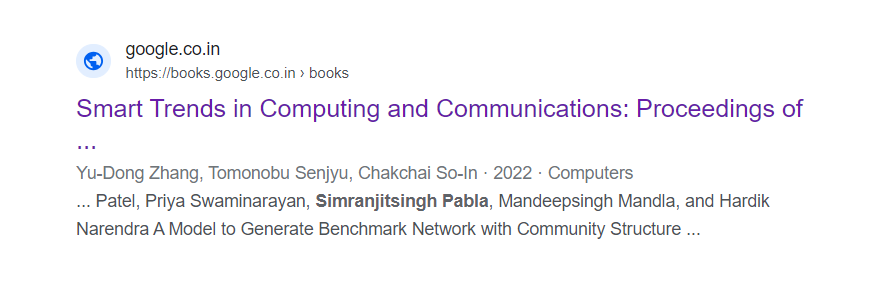 google.co.in
https://books.google.co.in › books
Smart Trends in Computing and Communications: Proceedings of
...
Yu-Dong Zhang, Tomonobu Senjyu, Chakchai So-In · 2022 · Computers
... Patel, Priya Swaminarayan, Simranjitsingh Pabla, Mandeepsingh Mandla, and Hardik
Narendra A Model to Generate Benchmark Network with Community Structure ...